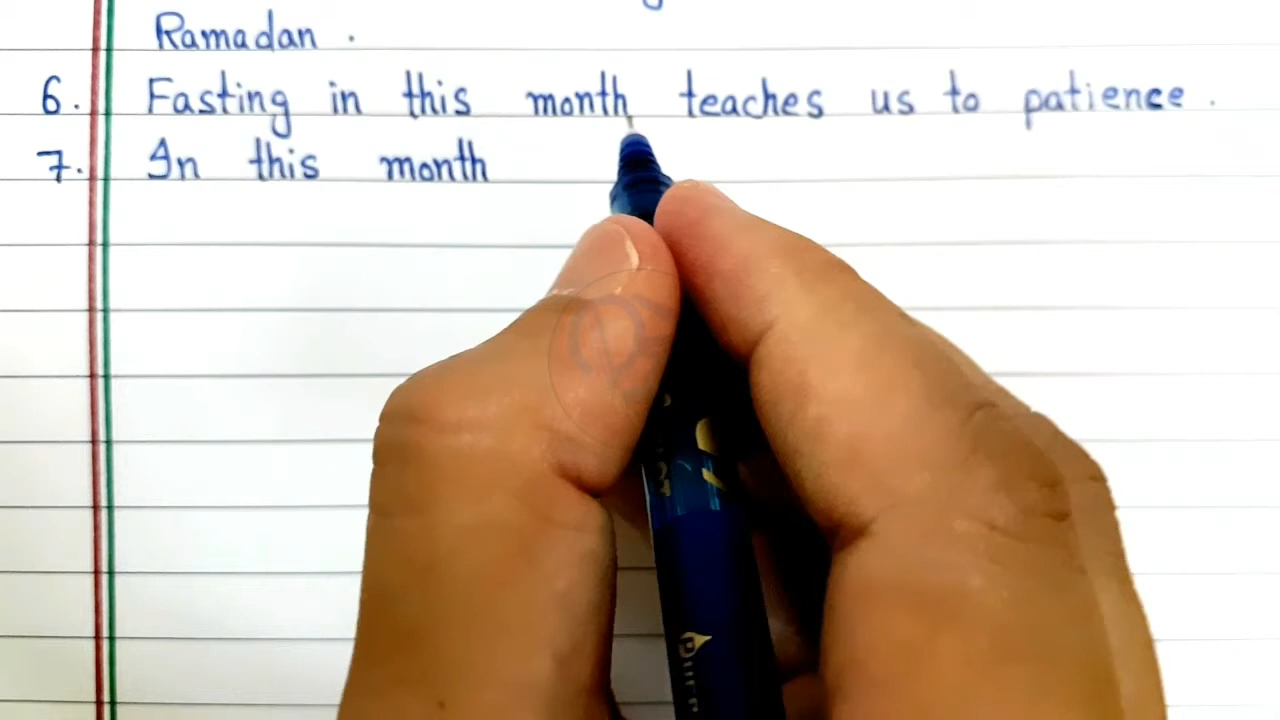 Ramadan .
6. Fasting in this month teaches us to patience .
7. In this month